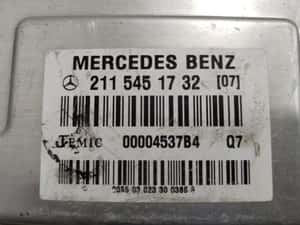 MERCEDES BENZ
211 545 17 32 [07]
TEMIC 00004537B4 Q7